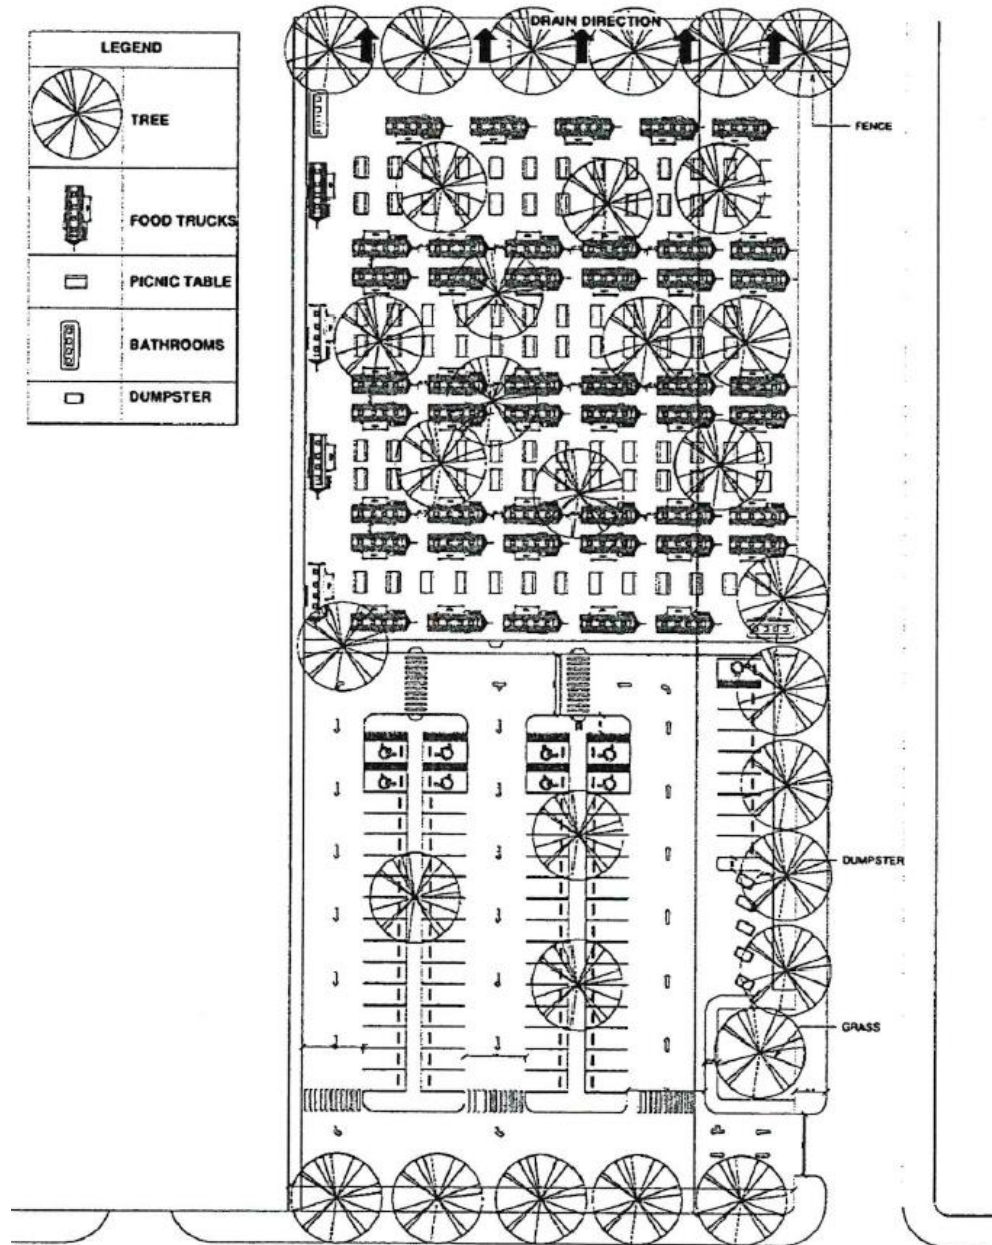 LEGEND
TREE
FOOD TRUCKS
PICNIC TABLE
BATHROOMS
DUMPSTER
DRAIN DIRECTION
FENCE
DUMPSTER
GRASS